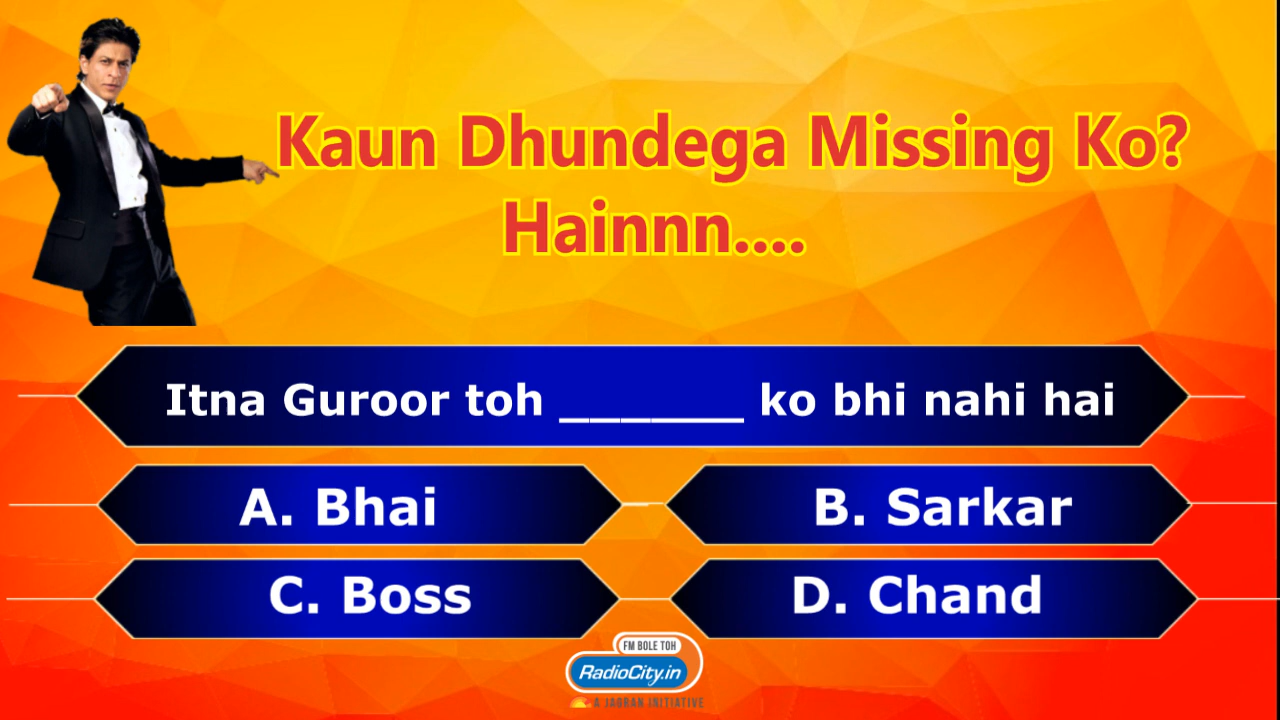 Kaun Dhundega Missing Ko?
Hainnn....
Itna Guroor toh _______ ko bhi nahi hai
A. Bhai
B. Sarkar
C. Boss
D. Chand
FM BOLE TOH
RadioCity.in
A JAGRAN INITIATIVE